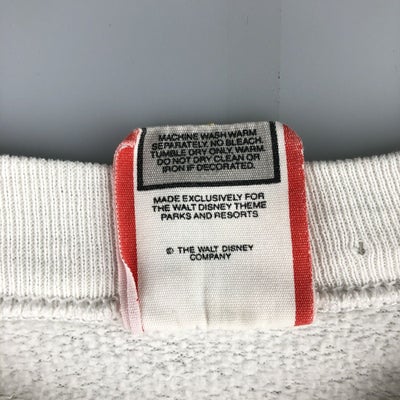 MACHINE WASH WARM
SEPARATELY. NO BLEACH.
TUMBLE DRY ONLY, WARM.
DO NOT DRY CLEAN OR
IRON IF DECORATED.
MADE EXCLUSIVELY FOR
THE WALT DISNEY THEME
PARKS AND RESORTS
© THE WALT DISNEY
COMPANY